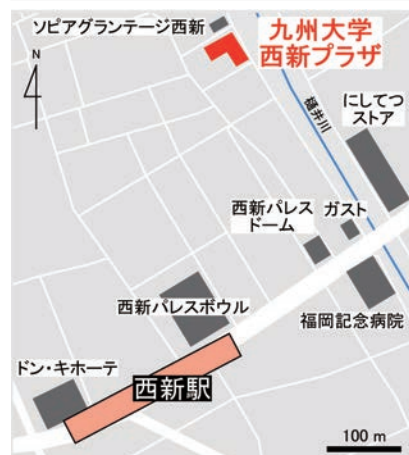 ソピアグランテージ西新
九州大学
西新プラザ
N
樋井川
にしてつ
ストア
西新パレス
ドーム
ガスト
西新パレスボウル
福岡記念病院
ドン・キホーテ
西新駅
100 m